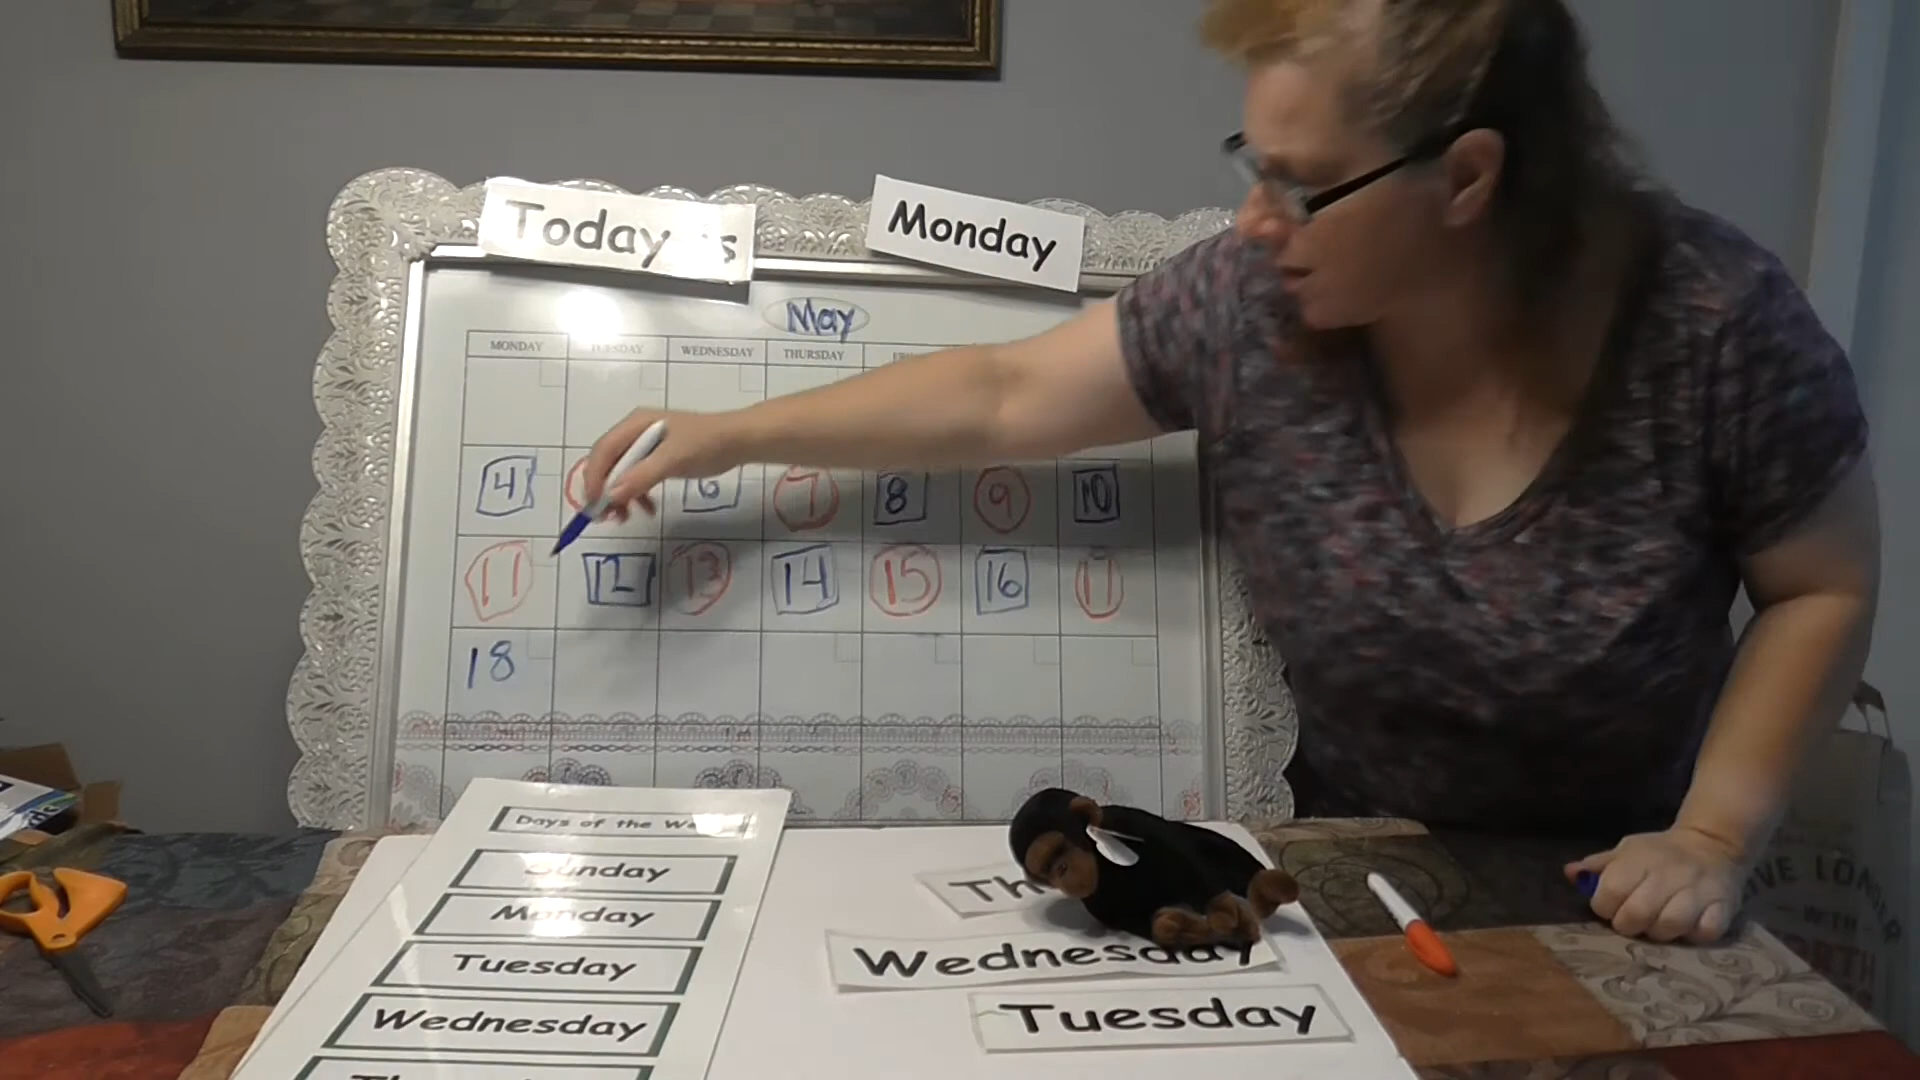 Today is
Monday
May
MONDAY TUESDAY WEDNESDAY THURSDAY
4 6 7 8 9 10
11 12 13 14 15 16 17
18
Days of the
Sunday
Monday
Tuesday
Wednesday
Wednesday
Tuesday